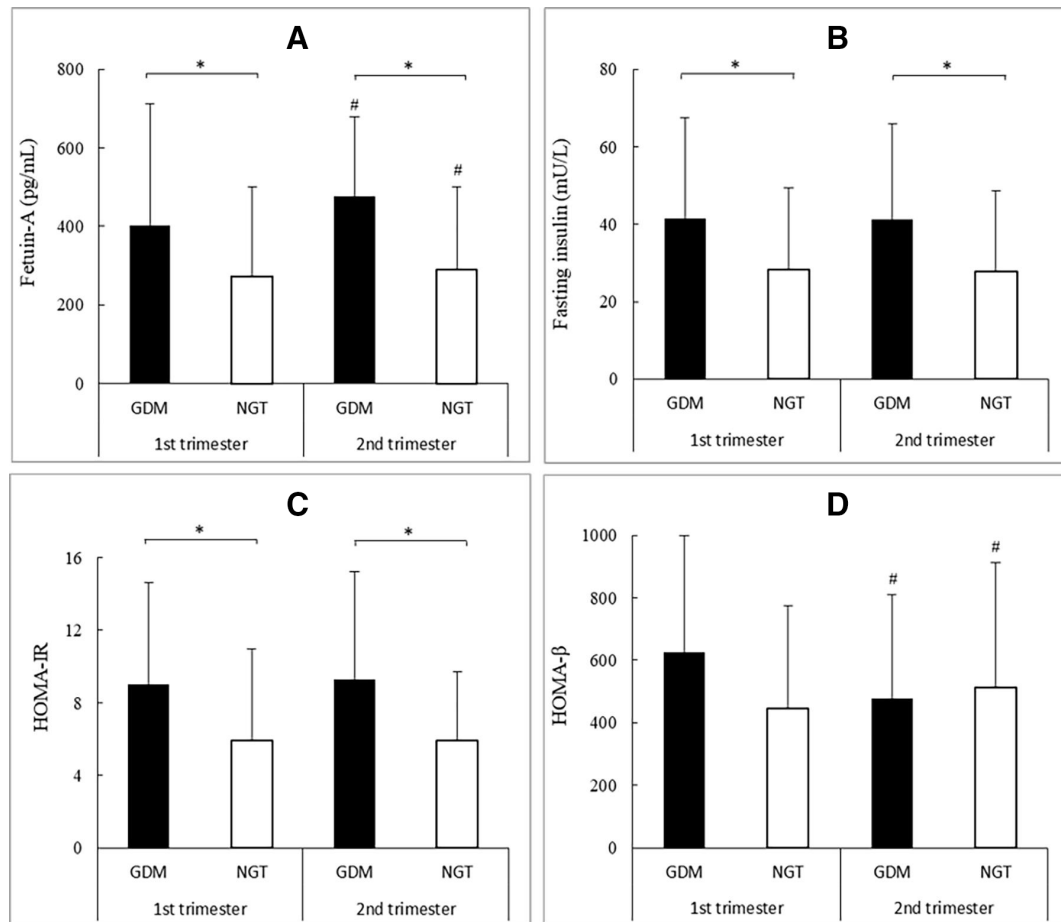 A
Fetuin-A (pg/mL)
800
600
400
200
0
*
*
#
#
GDM NGT GDM NGT
1st trimester 2nd trimester
B
Fasting insulin (mU/L)
80
60
40
20
0
*
*
GDM NGT GDM NGT
1st trimester 2nd trimester
C
HOMA-IR
16
12
8
4
0
*
*
GDM NGT GDM NGT
1st trimester 2nd trimester
D
HOMA-β
1000
800
600
400
200
0
#
#
GDM NGT GDM NGT
1st trimester 2nd trimester